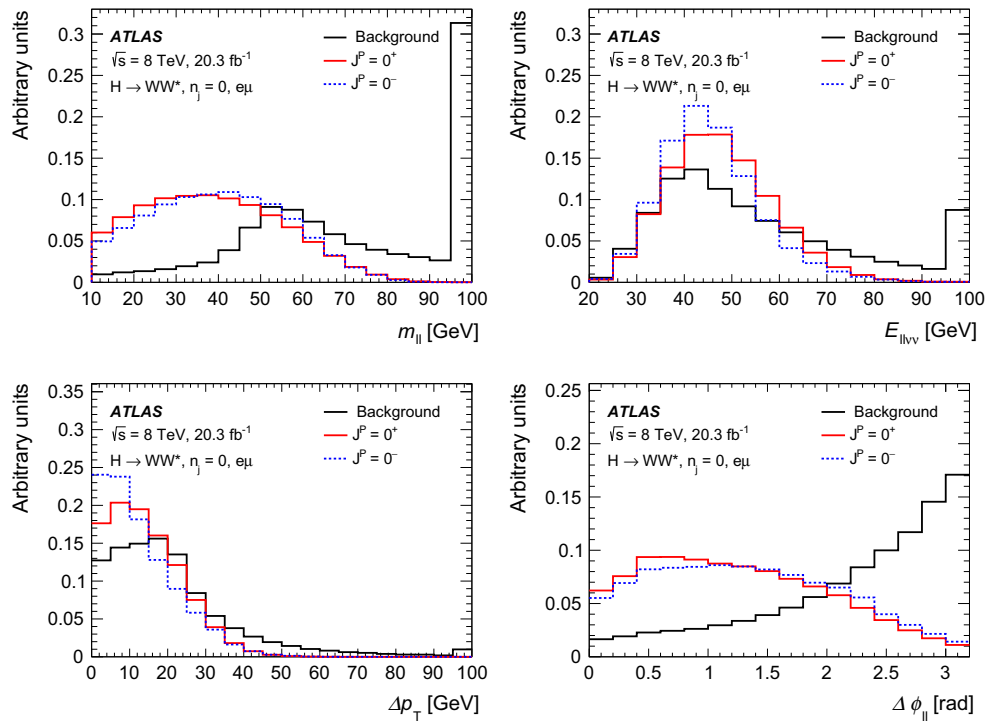 Arbitrary units
0.3
0.25
0.2
0.15
0.1
0.05
0
ATLAS
√s = 8 TeV, 20.3 fb⁻¹
H → WW*, n_j = 0, eμ
Background
J^P = 0⁺
J^P = 0⁻
10 20 30 40 50 60 70 80 90 100
m_ll [GeV]
Arbitrary units
0.3
0.25
0.2
0.15
0.1
0.05
0
ATLAS
√s = 8 TeV, 20.3 fb⁻¹
H → WW*, n_j = 0, eμ
Background
J^P = 0⁺
J^P = 0⁻
20 30 40 50 60 70 80 90 100
E_llνν [GeV]
Arbitrary units
0.35
0.3
0.25
0.2
0.15
0.1
0.05
0
ATLAS
√s = 8 TeV, 20.3 fb⁻¹
H → WW*, n_j = 0, eμ
Background
J^P = 0⁺
J^P = 0⁻
0 10 20 30 40 50 60 70 80 90 100
Δp_T [GeV]
Arbitrary units
0.25
0.2
0.15
0.1
0.05
0
ATLAS
√s = 8 TeV, 20.3 fb⁻¹
H → WW*, n_j = 0, eμ
Background
J^P = 0⁺
J^P = 0⁻
0 0.5 1 1.5 2 2.5 3
Δ ϕ_ll [rad]